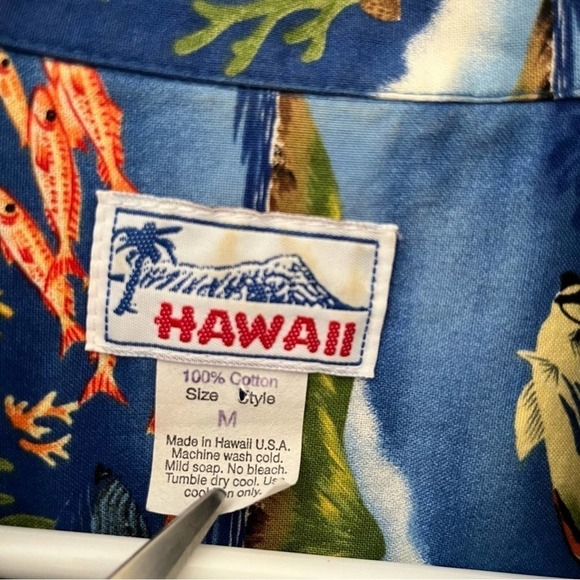 HAWAII
100% Cotton
Size Style
M
Made in Hawaii U.S.A.
Machine wash cold.
Mild soap. No bleach.
Tumble dry cool. Use
only.